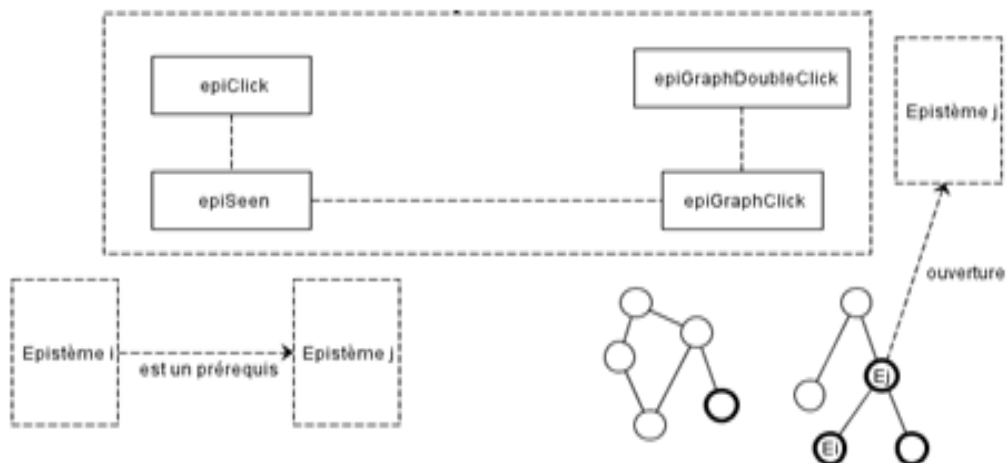 epiClick
epiGraphDoubleClick
Epistème j
epiSeen
epiGraphClick
ouverture
Epistème i
est un prérequis
Epistème j
Ej
Ei